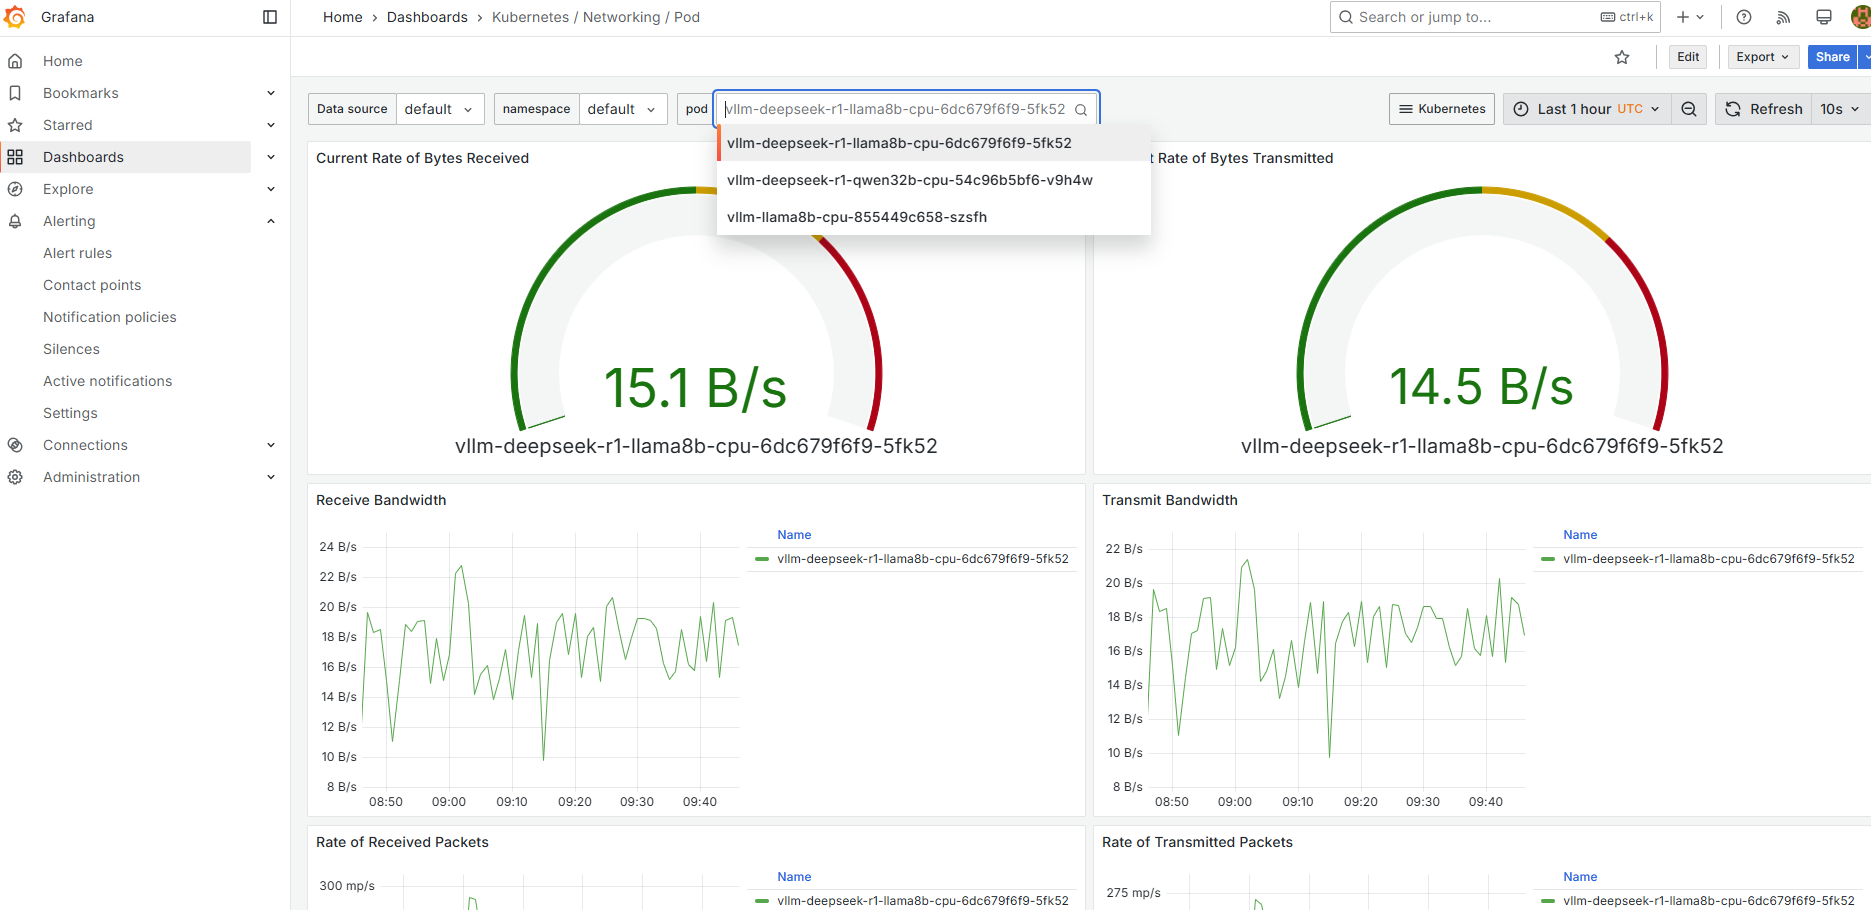 Grafana
Home › Dashboards › Kubernetes / Networking / Pod
Search or jump to...
ctrl+k
Home
Bookmarks
Starred
Dashboards
Explore
Alerting
Alert rules
Contact points
Notification policies
Silences
Active notifications
Settings
Connections
Administration
Edit
Export
Share
Data source default
namespace default
pod vllm-deepseek-r1-llama8b-cpu-6dc679f6f9-5fk52
Kubernetes
Last 1 hour UTC
Refresh 10s
vllm-deepseek-r1-llama8b-cpu-6dc679f6f9-5fk52
vllm-deepseek-r1-qwen32b-cpu-54c96b5bf6-v9h4w
vllm-llama8b-cpu-855449c658-szsfh
Current Rate of Bytes Received
15.1 B/s
vllm-deepseek-r1-llama8b-cpu-6dc679f6f9-5fk52
t Rate of Bytes Transmitted
14.5 B/s
vllm-deepseek-r1-llama8b-cpu-6dc679f6f9-5fk52
Receive Bandwidth
24 B/s
22 B/s
20 B/s
18 B/s
16 B/s
14 B/s
12 B/s
10 B/s
8 B/s
08:50 09:00 09:10 09:20 09:30 09:40
Name
vllm-deepseek-r1-llama8b-cpu-6dc679f6f9-5fk52
Transmit Bandwidth
22 B/s
20 B/s
18 B/s
16 B/s
14 B/s
12 B/s
10 B/s
8 B/s
08:50 09:00 09:10 09:20 09:30 09:40
Name
vllm-deepseek-r1-llama8b-cpu-6dc679f6f9-5fk52
Rate of Received Packets
300 mp/s
Name
vllm-deepseek-r1-llama8b-cpu-6dc679f6f9-5fk52
Rate of Transmitted Packets
275 mp/s
Name
vllm-deepseek-r1-llama8b-cpu-6dc679f6f9-5fk52